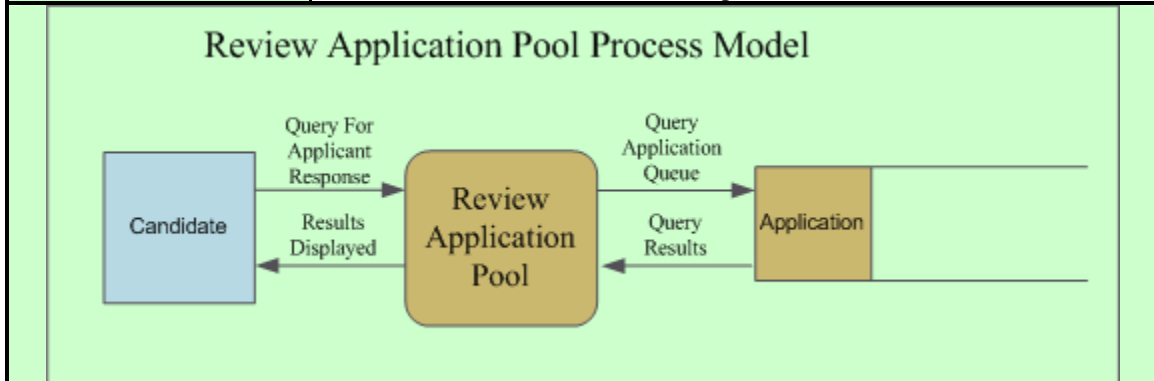 Review Application Pool Process Model
Query For
Applicant
Response
Query
Application
Queue
Candidate
Results
Displayed
Review
Application
Pool
Query
Results
Application